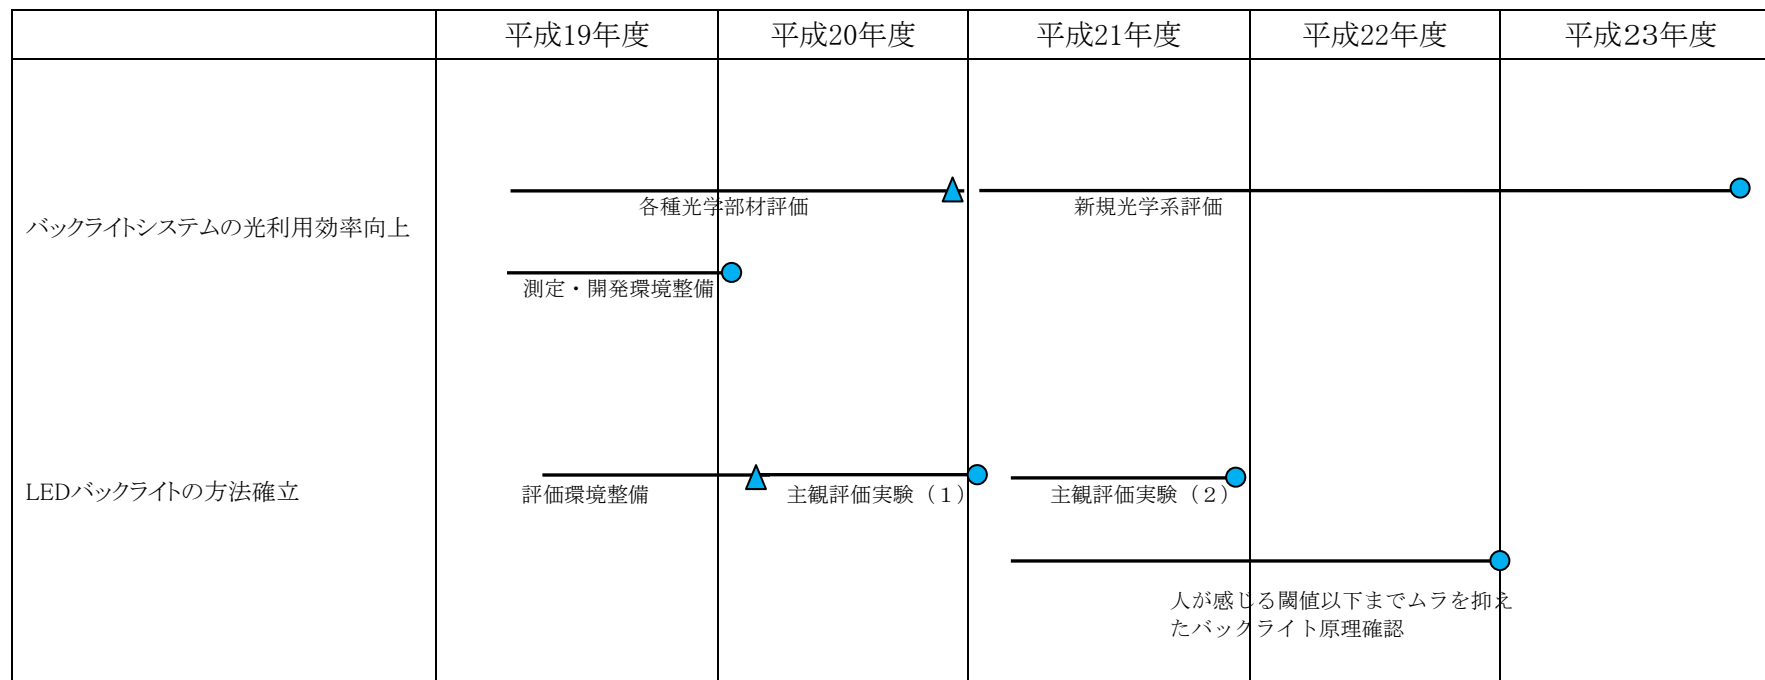 平成19年度
平成20年度
平成21年度
平成22年度
平成２３年度
各種光学部材評価
新規光学系評価
バックライトシステムの光利用効率向上
測定・開発環境整備
LEDバックライトの方法確立
評価環境整備
主観評価実験（１）
主観評価実験（２）
人が感じる閾値以下までムラを抑え
たバックライト原理確認